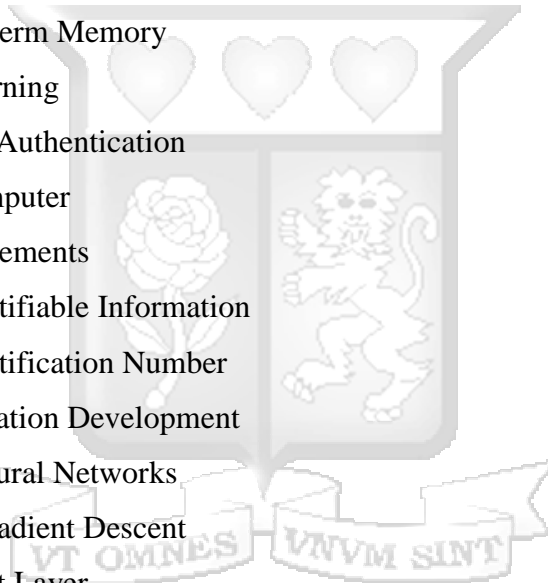 erm Memory
rning
Authentication
nputer
ements
tifiable Information
tification Number
ation Development
ural Networks
adient Descent
t Layer
VT OMNES VNVM SINT